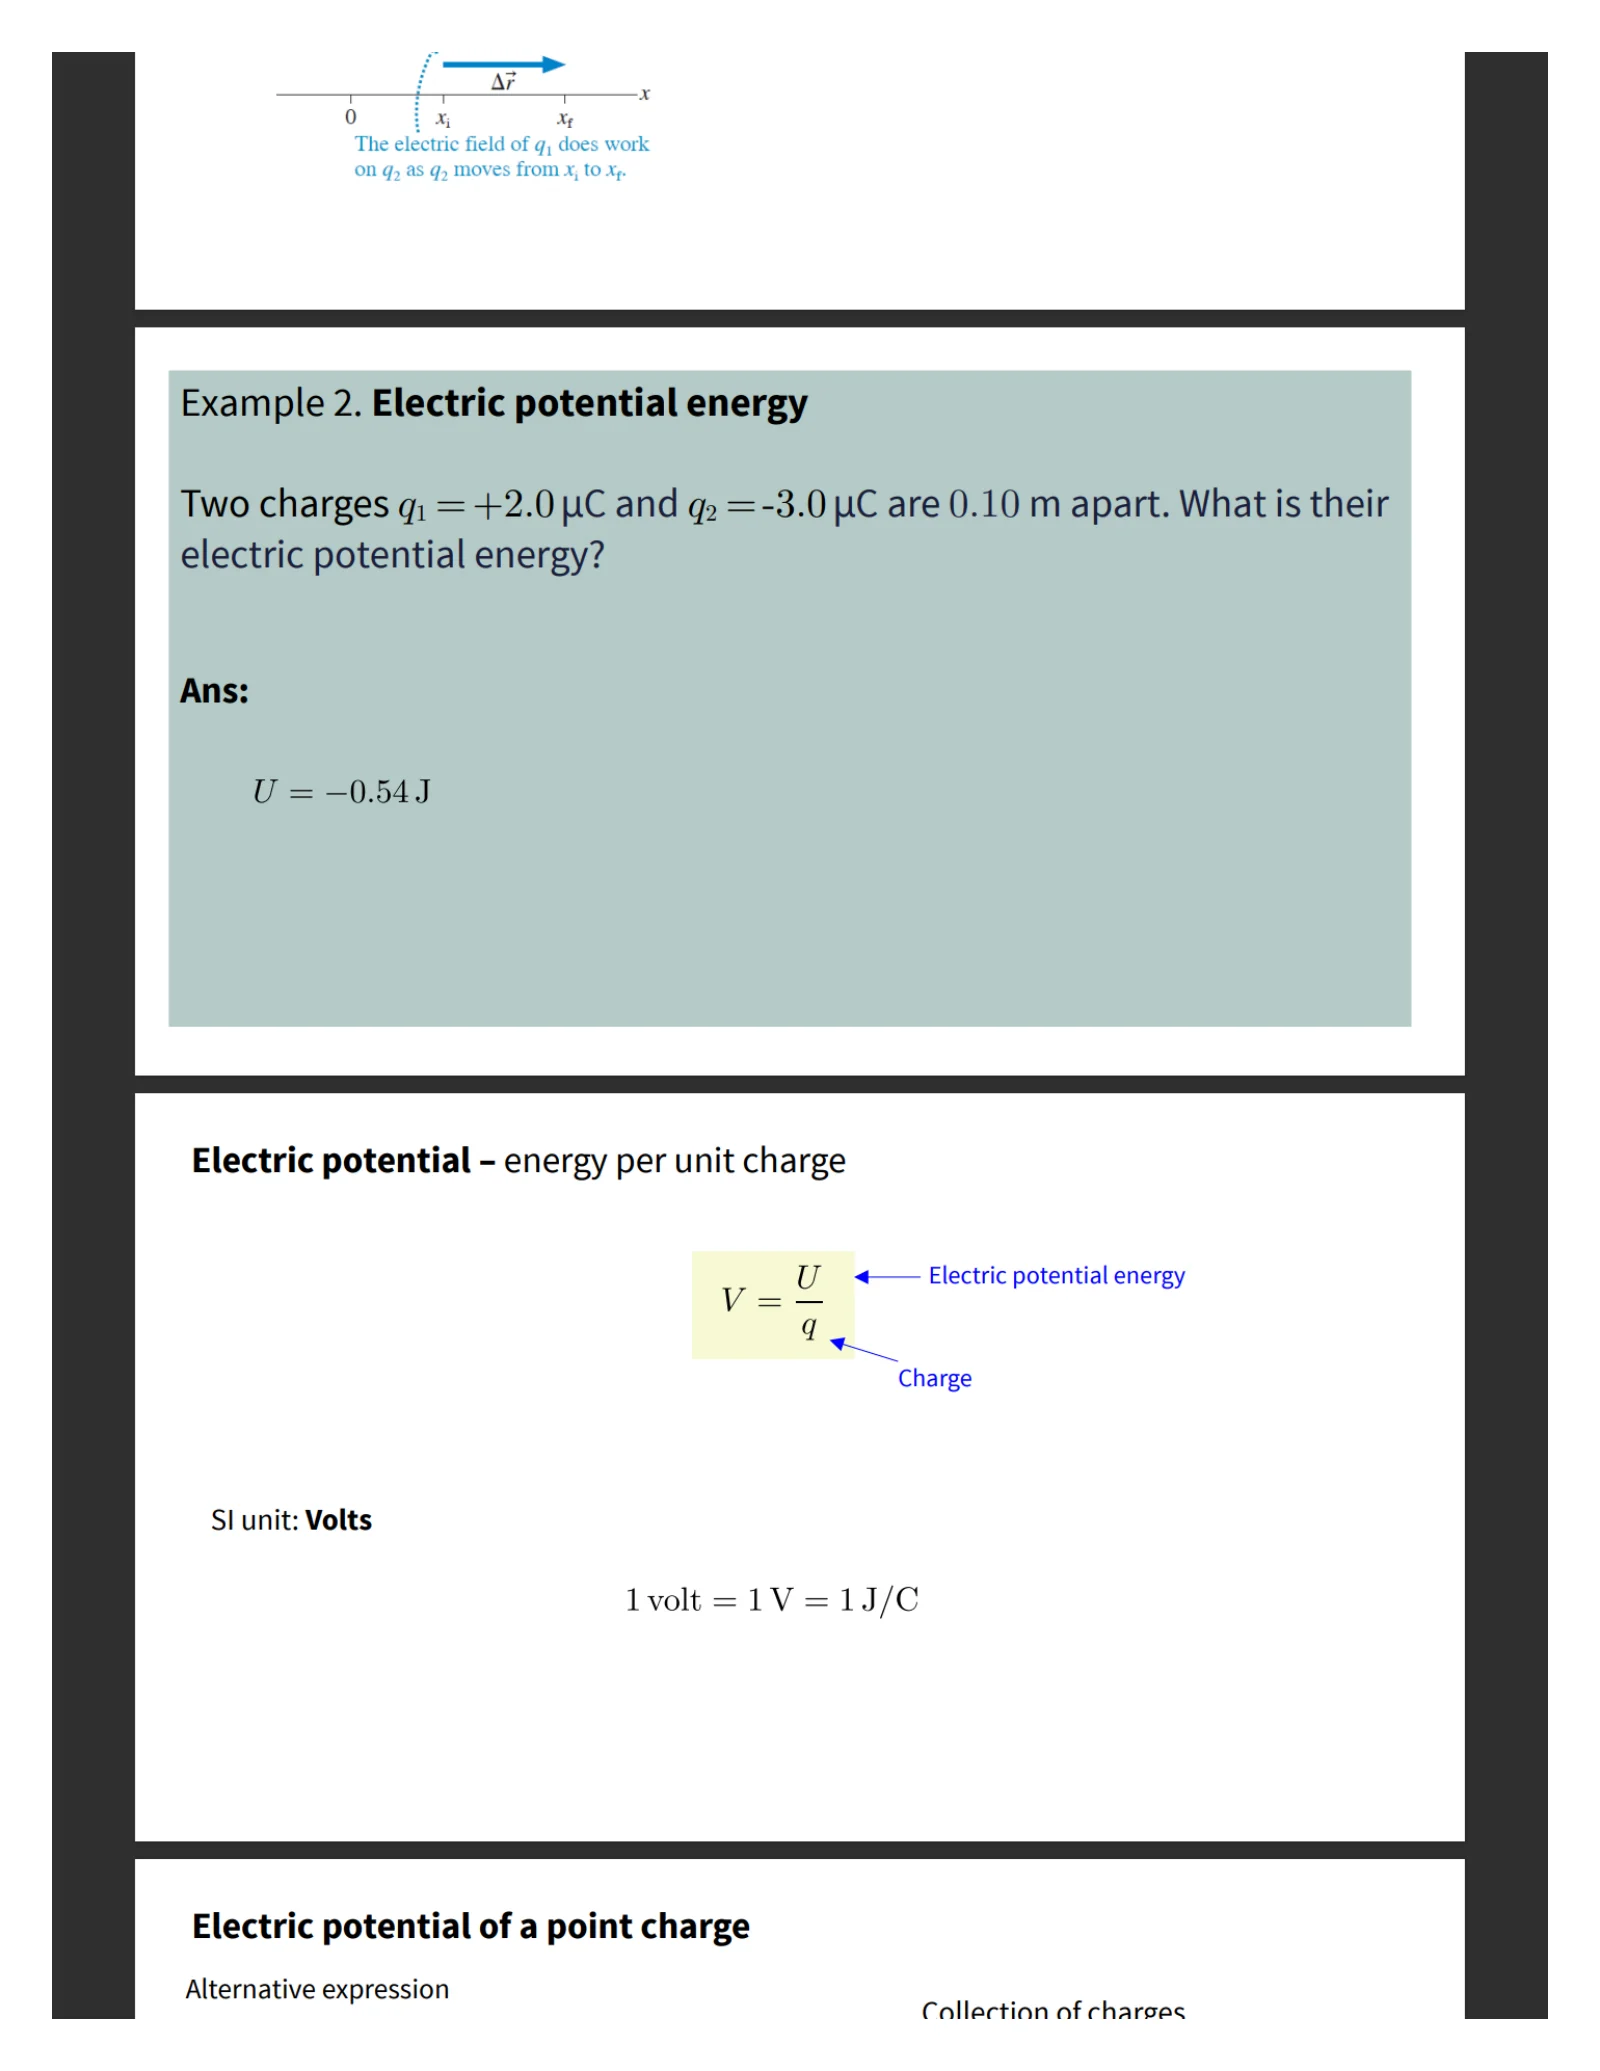 Δr⃗
x
0 xᵢ x_f
The electric field of q₁ does work
on q₂ as q₂ moves from xᵢ to x_f.
Example 2. Electric potential energy
Two charges q₁ = +2.0 μC and q₂ = -3.0 μC are 0.10 m apart. What is their
electric potential energy?
Ans:
U = −0.54 J
Electric potential – energy per unit charge
V = U/q
Electric potential energy
Charge
SI unit: Volts
1 volt = 1 V = 1 J/C
Electric potential of a point charge
Alternative expression
Collection of charges